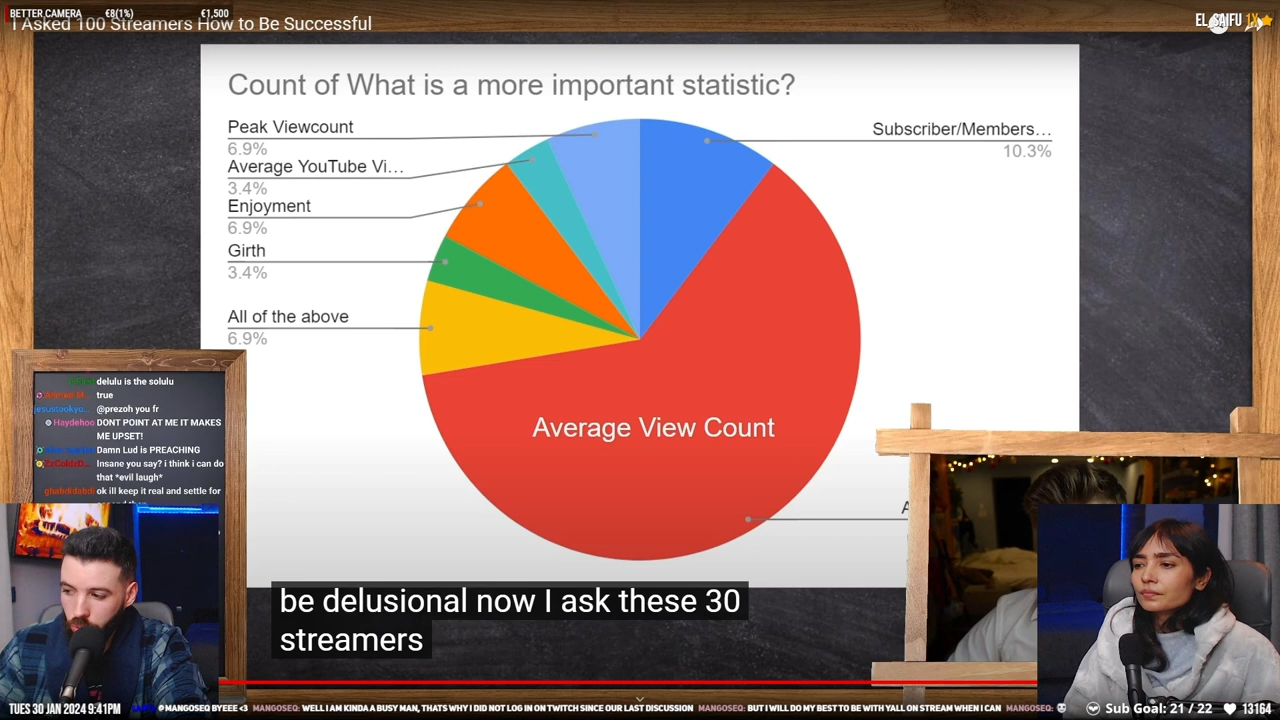 BETTER CAMERA €8(1%) €1,500
I Asked 100 Streamers How to Be Successful
EL_SAIFU 1X
Count of What is a more important statistic?
Peak Viewcount
6.9%
Average YouTube Vi…
3.4%
Enjoyment
6.9%
Girth
3.4%
All of the above
6.9%
Subscriber/Members…
10.3%
Average View Count
A
delulu is the solulu
true
@prezoh you fr
Haydehoo DONT POINT AT ME IT MAKES
ME UPSET!
Damn Lud is PREACHING
Insane you say? i think i can do
that *evil laugh*
ok ill keep it real and settle for
be delusional now I ask these 30
streamers
TUES 30 JAN 2024 9:41PM
@MANGOSEQ BYEEE <3 MANGOSEQ: WELL I AM KINDA A BUSY MAN, THATS WHY I DID NOT LOG IN ON TWITCH SINCE OUR LAST DISCUSSION MANGOSEQ: BUT I WILL DO MY BEST TO BE WITH YALL ON STREAM WHEN I CAN MANGOSEQ:
Sub Goal: 21 / 22 13164